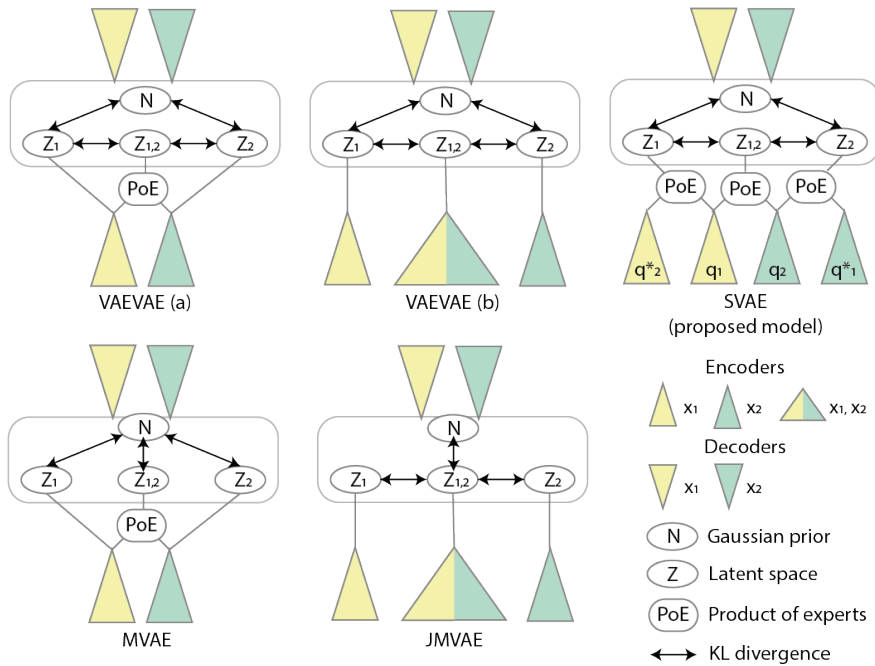 N
Z₁
Z₁,₂
Z₂
PoE
VAEVAE (a)
N
Z₁
Z₁,₂
Z₂
VAEVAE (b)
N
Z₁
Z₁,₂
Z₂
PoE
PoE
PoE
q*₂
q₁
q₂
q*₁
SVAE
(proposed model)
N
Z₁
Z₁,₂
Z₂
PoE
MVAE
N
Z₁
Z₁,₂
Z₂
JMVAE
Encoders
x₁
x₂
x₁, x₂
Decoders
x₁
x₂
N Gaussian prior
Z Latent space
PoE Product of experts
KL divergence